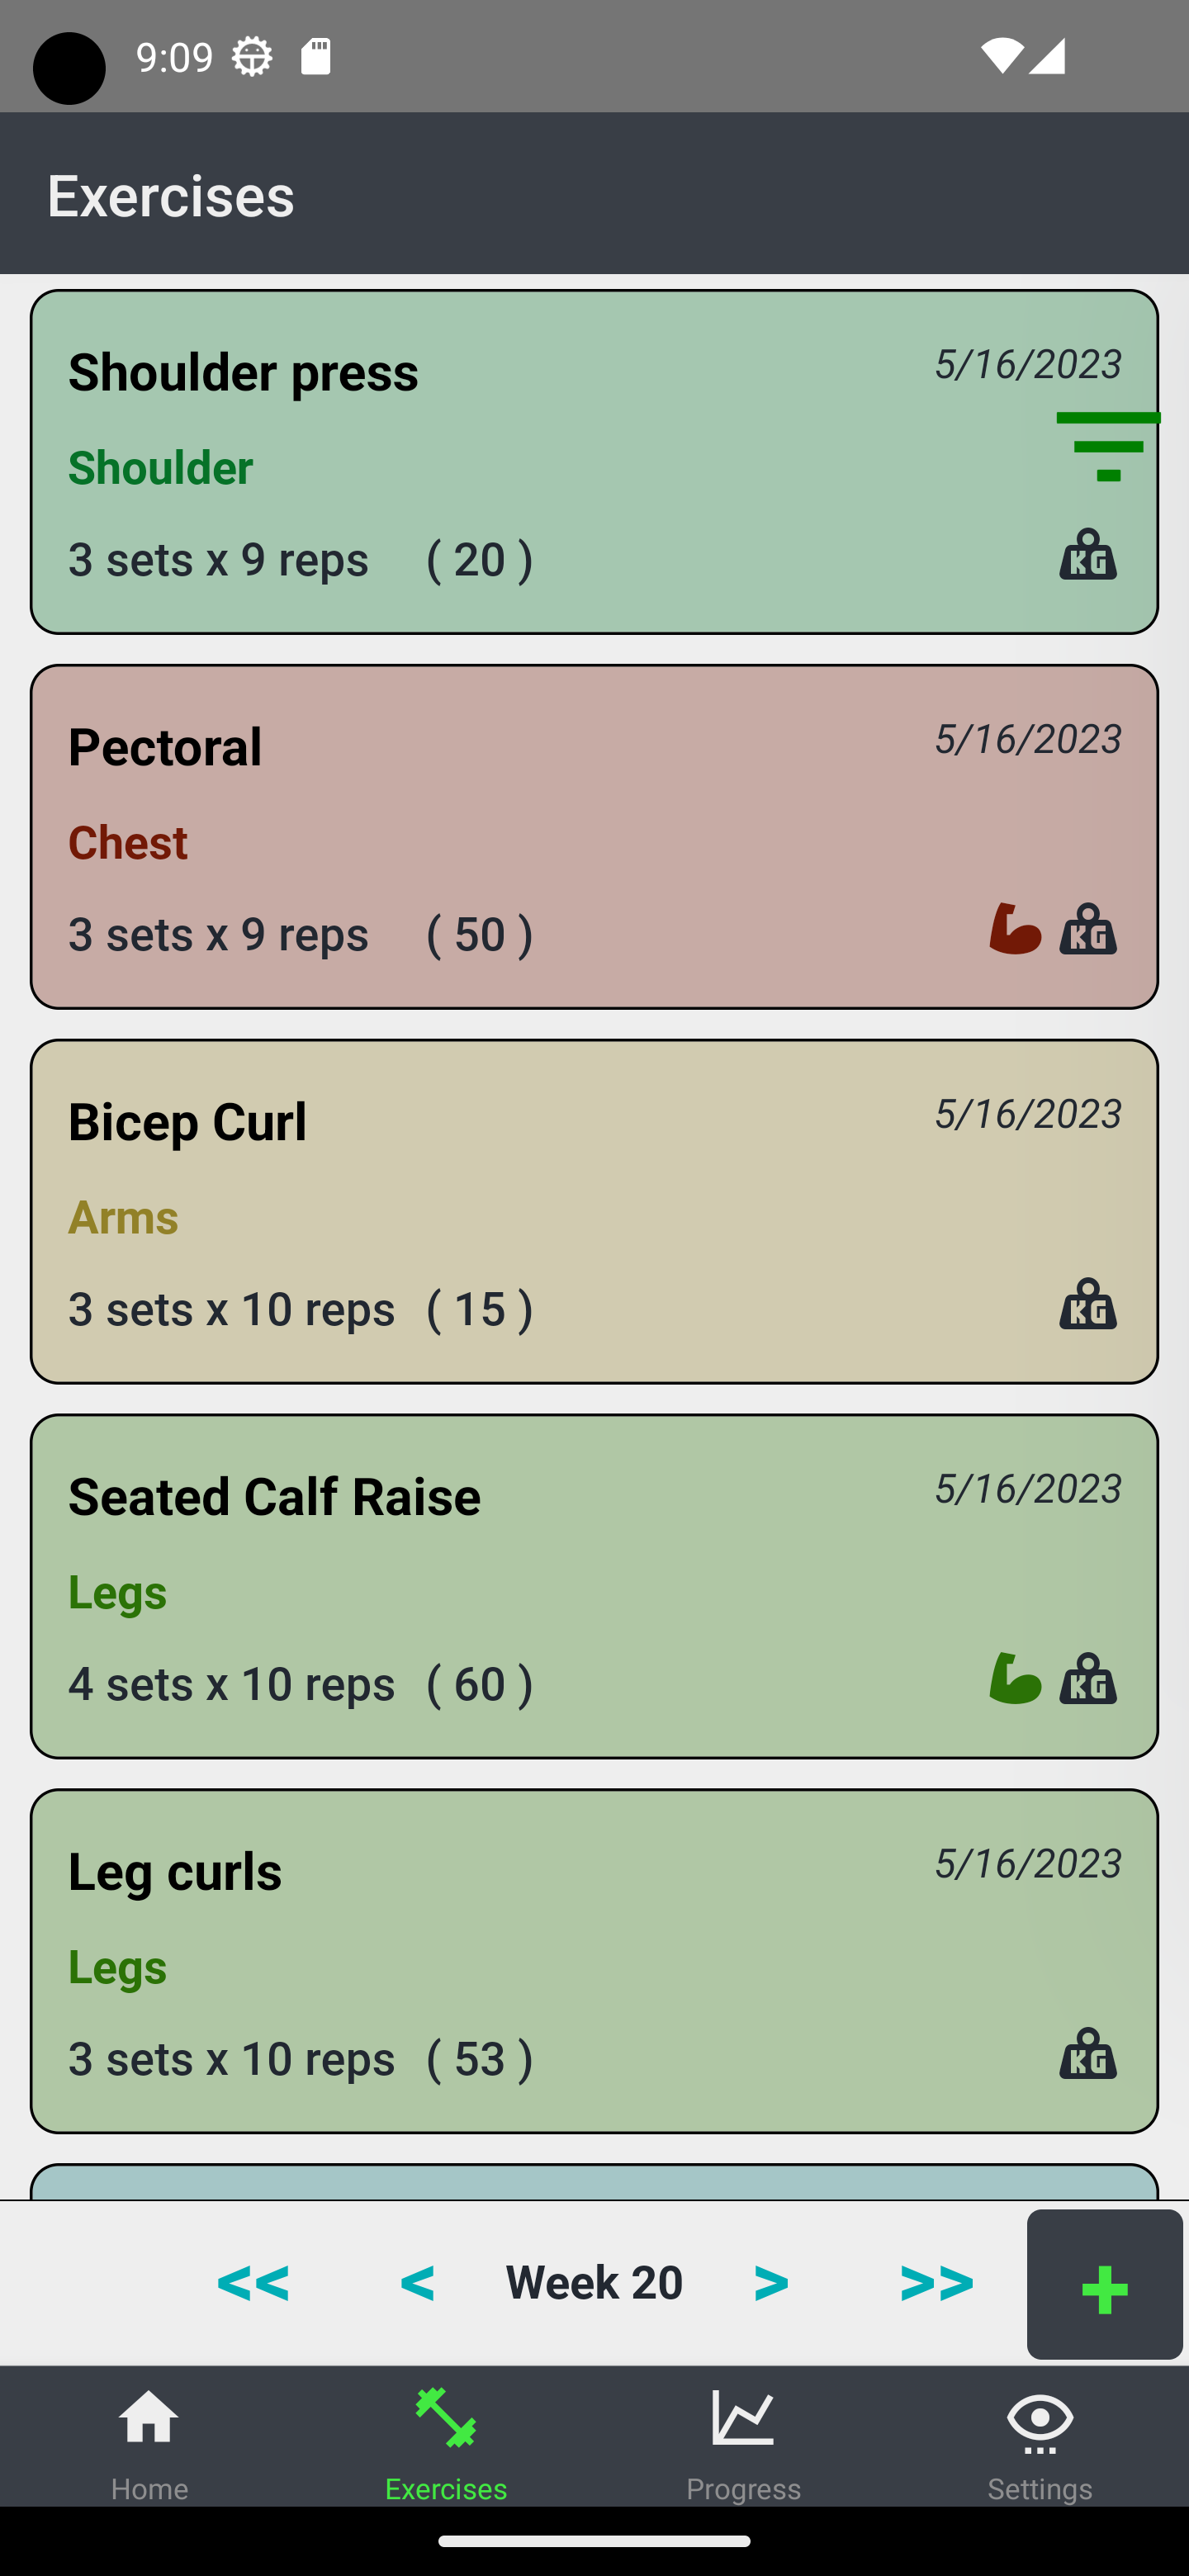 9:09
Exercises
Shoulder press 5/16/2023
Shoulder
3 sets x 9 reps ( 20 ) KG
Pectoral 5/16/2023
Chest
3 sets x 9 reps ( 50 ) KG
Bicep Curl 5/16/2023
Arms
3 sets x 10 reps ( 15 ) KG
Seated Calf Raise 5/16/2023
Legs
4 sets x 10 reps ( 60 ) KG
Leg curls 5/16/2023
Legs
3 sets x 10 reps ( 53 ) KG
<< < Week 20 > >> +
Home Exercises Progress Settings